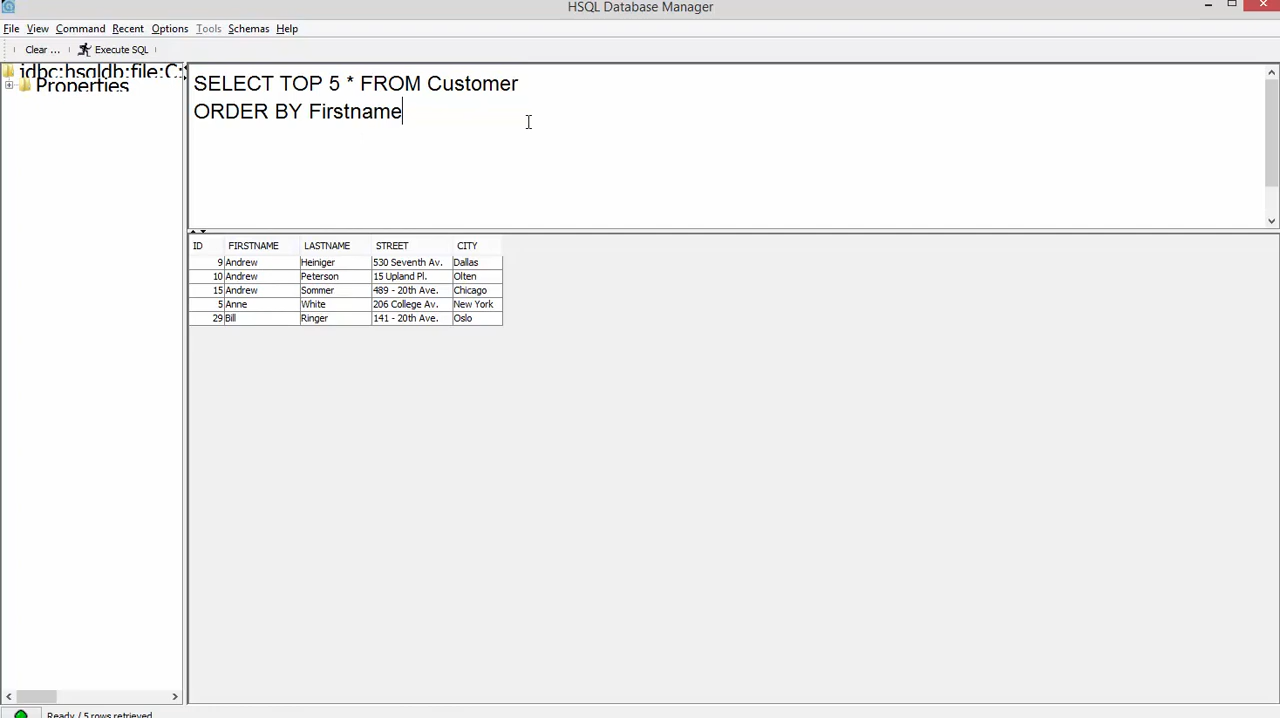 HSQL Database Manager
File View Command Recent Options Tools Schemas Help
Clear ... Execute SQL
jdbc:hsqldb:file:C:
Properties
SELECT TOP 5 * FROM Customer
ORDER BY Firstname
ID FIRSTNAME LASTNAME STREET CITY
9 Andrew Heiniger 530 Seventh Av. Dallas
10 Andrew Peterson 15 Upland Pl. Olten
15 Andrew Sommer 489 - 20th Ave. Chicago
5 Anne White 206 College Av. New York
29 Bill Ringer 141 - 20th Ave. Oslo
Ready / 5 rows retrieved